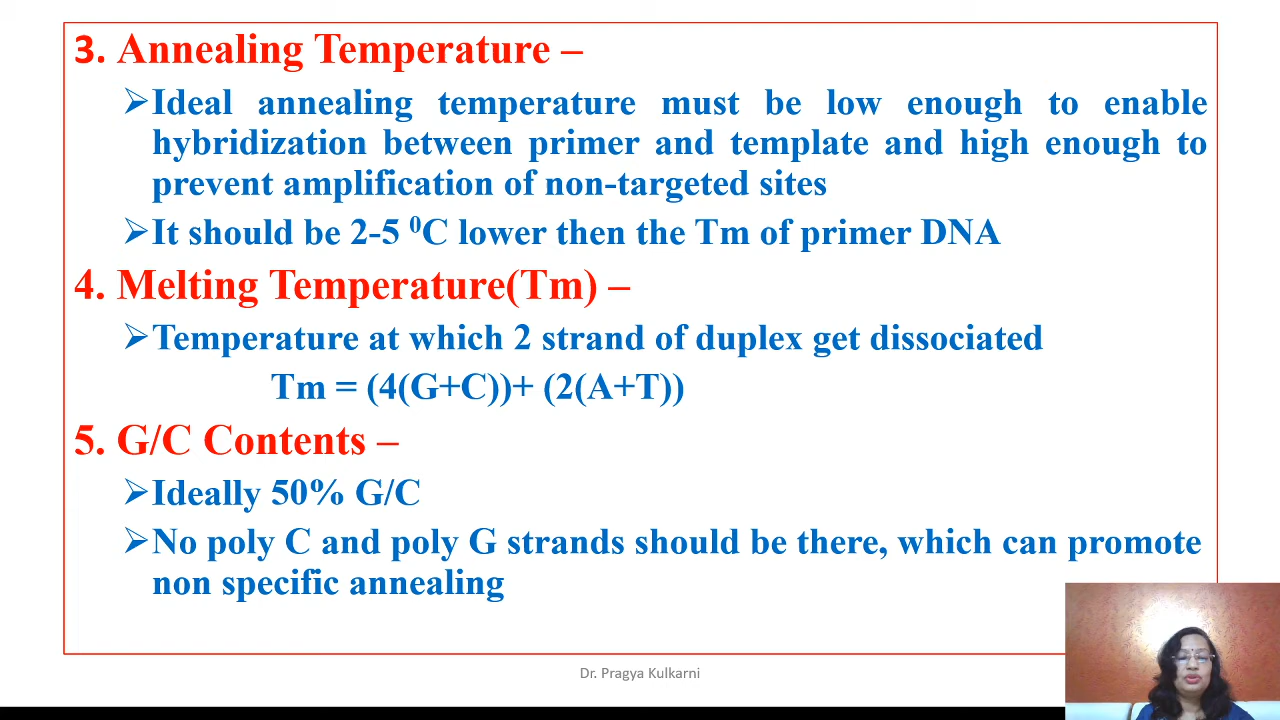 3. Annealing Temperature –
➢Ideal annealing temperature must be low enough to enable
hybridization between primer and template and high enough to
prevent amplification of non-targeted sites
➢It should be 2-5 ⁰C lower then the Tm of primer DNA
4. Melting Temperature(Tm) –
➢Temperature at which 2 strand of duplex get dissociated
Tm = (4(G+C))+ (2(A+T))
5. G/C Contents –
➢Ideally 50% G/C
➢No poly C and poly G strands should be there, which can promote
non specific annealing
Dr. Pragya Kulkarni